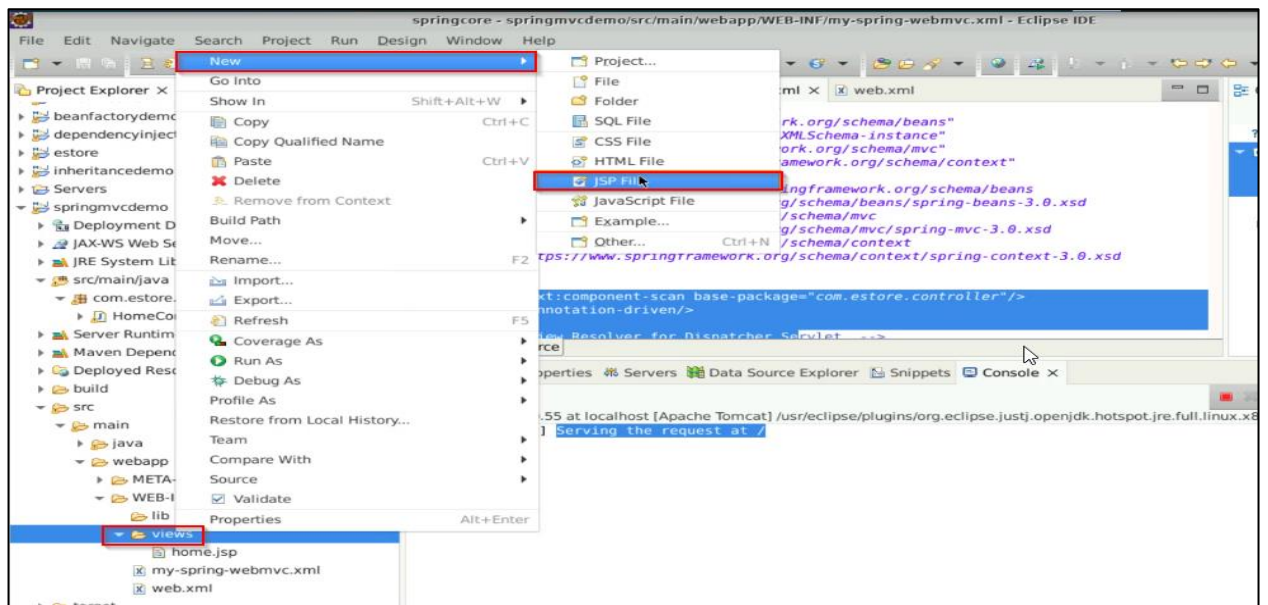 springcore - springmvcdemo/src/main/webapp/WEB-INF/my-spring-webmvc.xml - Eclipse IDE
File Edit Navigate Search Project Run Design Window Help
Project Explorer
beanfactorydemo
dependencyinject
estore
inheritancedemo
Servers
springmvcdemo
Deployment D
JAX-WS Web Se
JRE System Lib
src/main/java
com.estore.
HomeCo
Server Runtim
Maven Depend
Deployed Reso
build
src
main
java
webapp
META-
WEB-I
lib
views
home.jsp
my-spring-webmvc.xml
web.xml
New
Go Into
Show In Shift+Alt+W
Copy Ctrl+C
Copy Qualified Name
Paste Ctrl+V
Delete
Remove from Context
Build Path
Move...
Rename... F2
Import...
Export...
Refresh F5
Coverage As
Run As
Debug As
Profile As
Restore from Local History...
Team
Compare With
Source
Validate
Properties Alt+Enter
Project...
File
Folder
SQL File
CSS File
HTML File
JSP File
JavaScript File
Example...
Other... Ctrl+N
ml web.xml
rk.org/schema/beans"
XMLSchema-instance"
ork.org/schema/mvc"
amework.org/schema/context"
ingframework.org/schema/beans
g/schema/beans/spring-beans-3.0.xsd
/schema/mvc
g/schema/mvc/spring-mvc-3.0.xsd
/schema/context
tps://www.springframework.org/schema/context/spring-context-3.0.xsd
xt:component-scan base-package="com.estore.controller"/>
nnotation-driven/>
iew Resolver for Dispatcher Servlet -->
rce
operties Servers Data Source Explorer Snippets Console
.55 at localhost [Apache Tomcat] /usr/eclipse/plugins/org.eclipse.justj.openjdk.hotspot.jre.full.linux.x8
] Serving the request at /